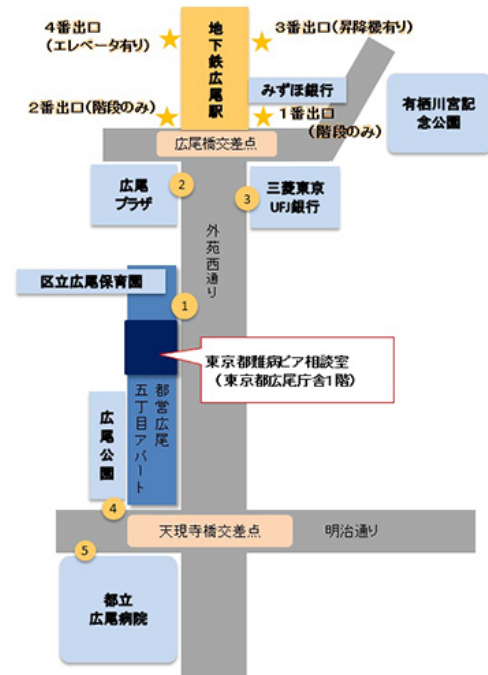 4番出口
(エレベータ有り)
地下鉄広尾駅
3番出口(昇降機有り)
みずほ銀行
2番出口(階段のみ)
1番出口
(階段のみ)
有栖川宮記
念公園
広尾橋交差点
広尾
プラザ
2
3
三菱東京
UFJ銀行
外苑西通り
区立広尾保育園
1
東京都難病ピア相談室
(東京都広尾庁舎1階)
都営広尾
五丁目アパート
広尾公園
4
天現寺橋交差点
明治通り
5
都立
広尾病院